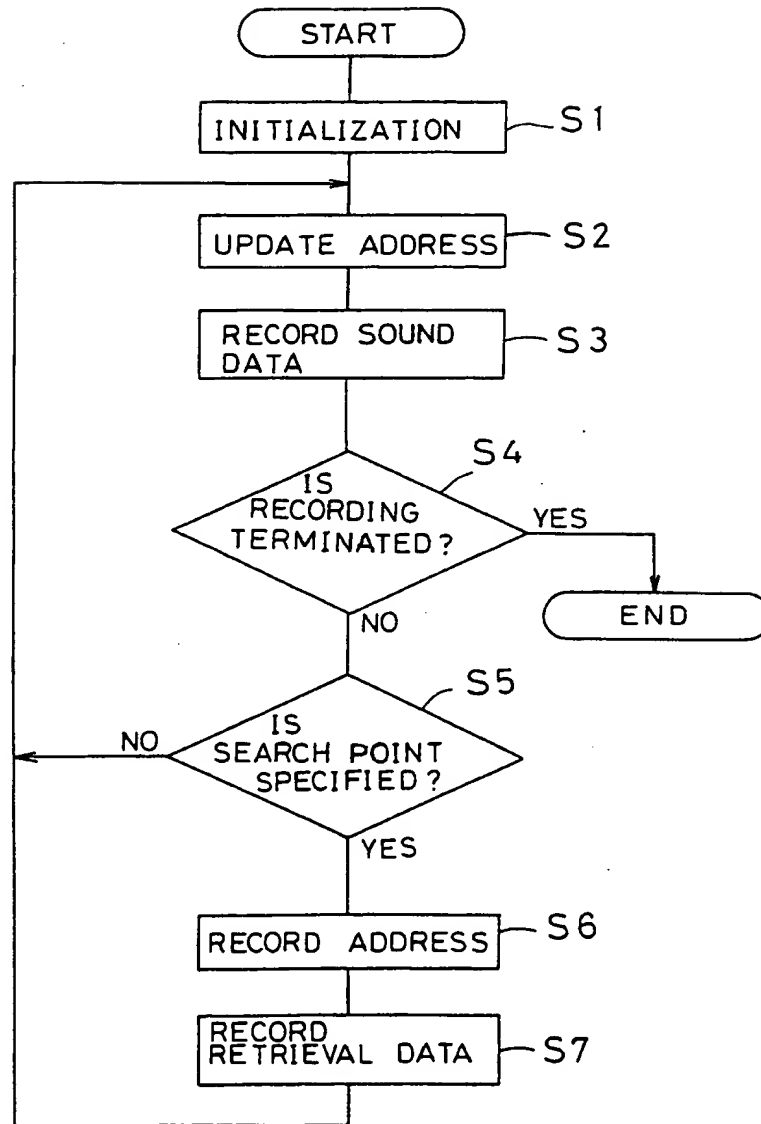 START
INITIALIZATION
S1
UPDATE ADDRESS
S2
RECORD SOUND
DATA
S3
IS
RECORDING
TERMINATED?
S4
YES
END
NO
IS
SEARCH POINT
SPECIFIED?
S5
NO
YES
RECORD ADDRESS
S6
RECORD
RETRIEVAL DATA
S7